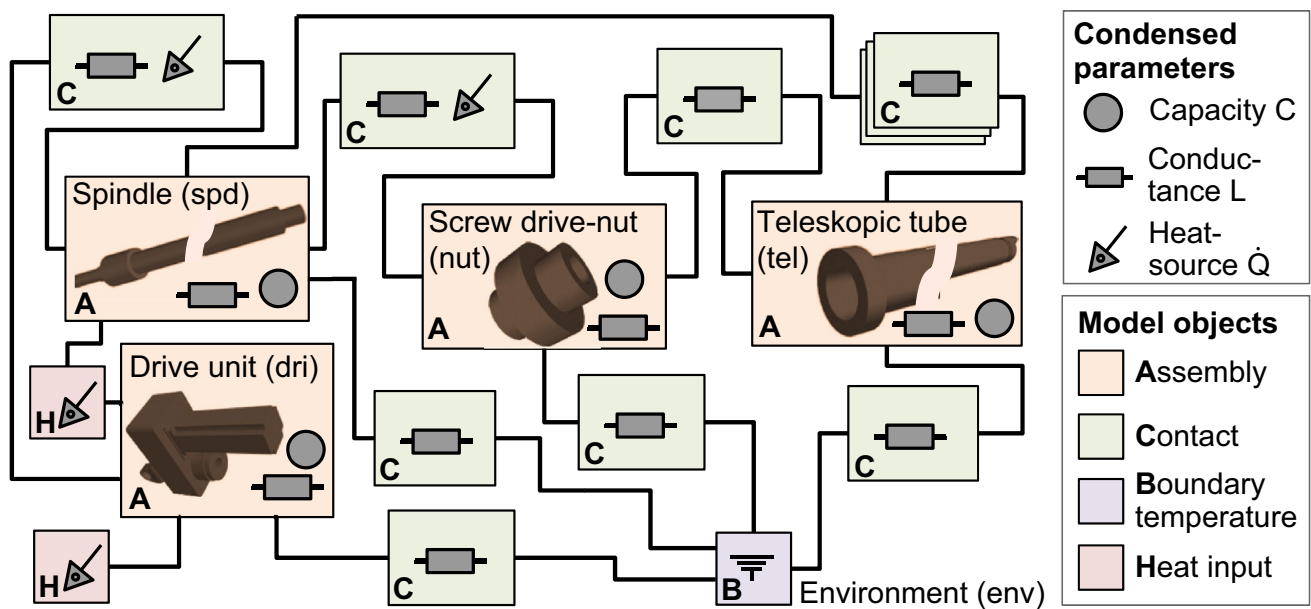 C
C
C
C
Spindle (spd)
A
Screw drive-nut
(nut)
A
Teleskopic tube
(tel)
A
H
Drive unit (dri)
A
C
C
C
H
C
B
Environment (env)
Condensed
parameters
Capacity C
Conduc-
tance L
Heat-
source Q̇
Model objects
Assembly
Contact
Boundary
temperature
Heat input